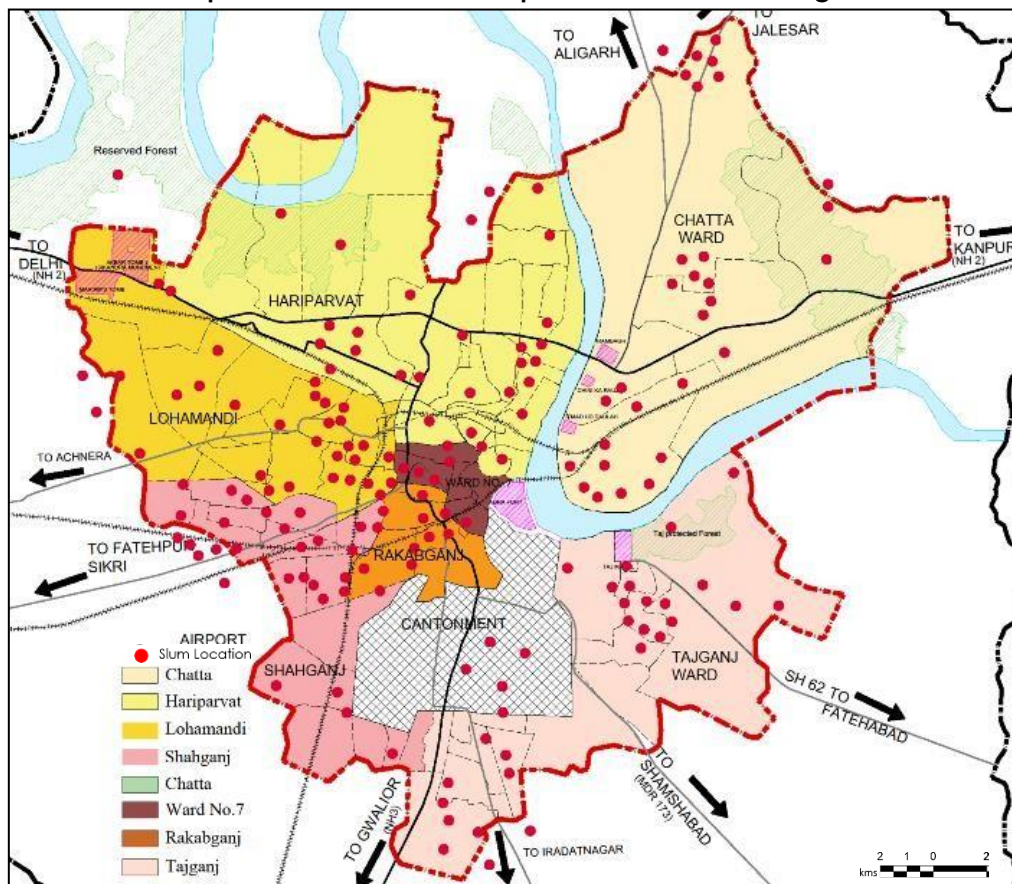 TO
JALESAR
TO
ALIGARH
Reserved Forest
CHATTA
WARD
TO
KANPUR
(NH 2)
TO
DELHI
(NH 2)
HARIPARVAT
LOHAMANDI
TO ACHNERA
WARD NO.
TO FATEHPUR
SIKRI
RAKABGANJ
Taj protected Forest
CANTONMENT
AIRPORT
Slum Location
Chatta
Hariparvat
Lohamandi
Shahganj
Chatta
Ward No.7
Rakabganj
Tajganj
SHAHGANJ
TAJGANJ
WARD
SH 62 TO
FATEHABAD
TO
SHAMSHABAD
(MDR 173)
TO GWALIOR
(NH3)
TO IRADATNAGAR
2 1 0 2
kms